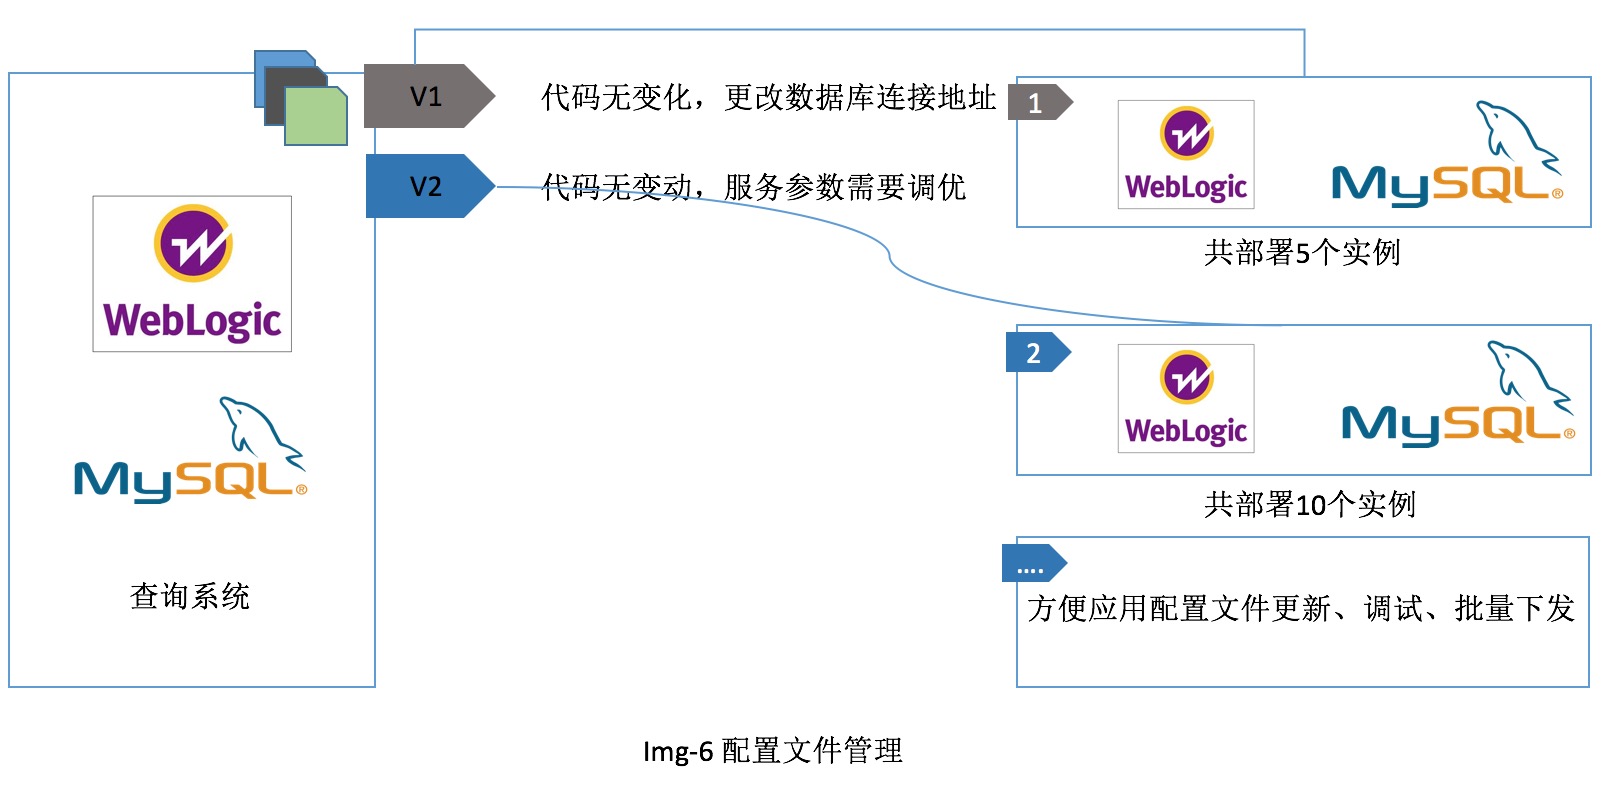 V1
代码无变化，更改数据库连接地址
V2
代码无变动，服务参数需要调优
WebLogic
MySQL®
查询系统
1
WebLogic
MySQL®
共部署5个实例
2
WebLogic
MySQL®
共部署10个实例
....
方便应用配置文件更新、调试、批量下发
Img-6 配置文件管理